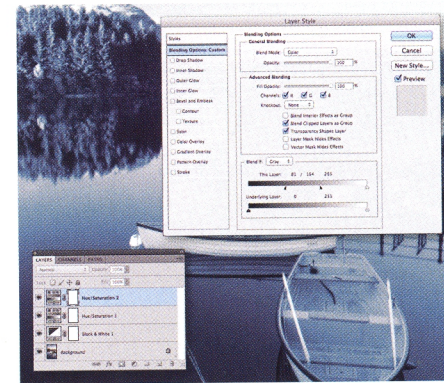 Layer Style
Styles
Blending Options: Custom
Drop Shadow
Inner Shadow
Outer Glow
Inner Glow
Bevel and Emboss
Contour
Texture
Satin
Color Overlay
Gradient Overlay
Pattern Overlay
Stroke
Blending Options
General Blending
Blend Mode: Color
Opacity: 100 %
Advanced Blending
Fill Opacity: 100 %
Channels: R G B
Knockout: None
Blend Interior Effects as Group
Blend Clipped Layers as Group
Transparency Shapes Layer
Layer Mask Hides Effects
Vector Mask Hides Effects
Blend If: Gray
This Layer: 81 / 164 255
Underlying Layer: 0 255
OK
Cancel
New Style...
Preview
LAYERS CHANNELS PATHS
Normal Opacity: 100%
Lock: Fill: 100%
Hue/Saturation 2
Hue/Saturation 1
Black & White 1
Background